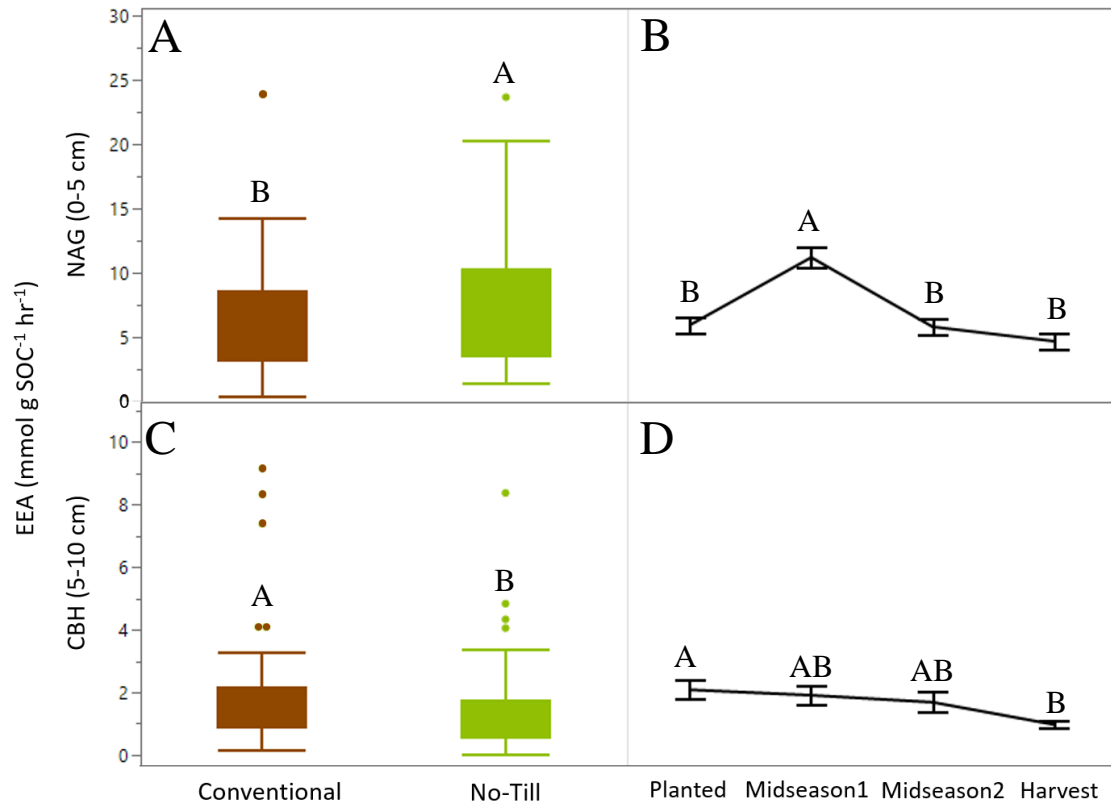 EEA (mmol g SOC⁻¹ hr⁻¹)
NAG (0-5 cm)
30
25
20
15
10
5
0
A
B
A
B
B
A
B
B
CBH (5-10 cm)
10
8
6
4
2
0
C
A
B
D
A
AB
AB
B
Conventional
No-Till
Planted
Midseason1
Midseason2
Harvest